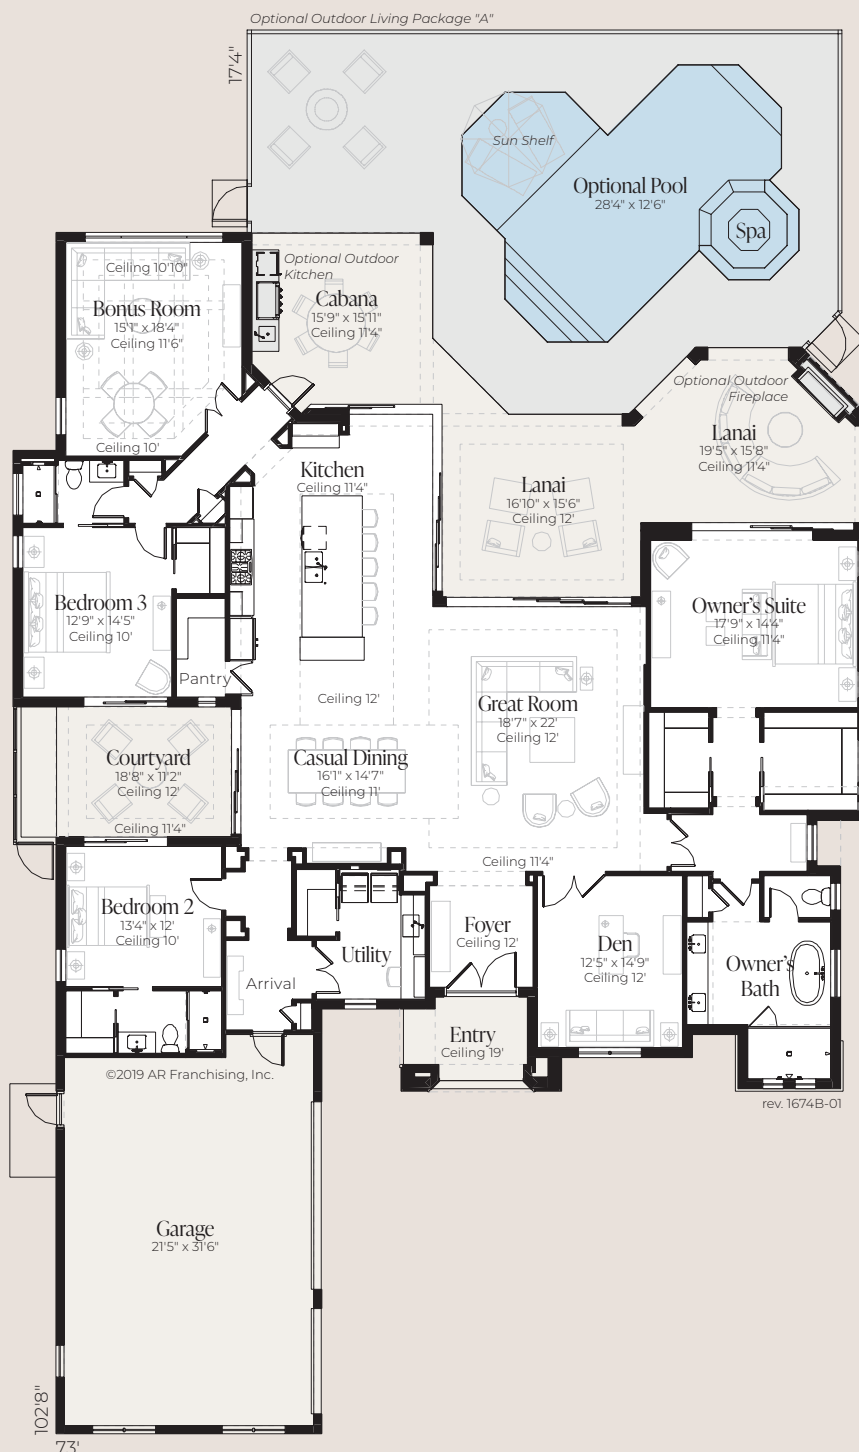 Optional Outdoor Living Package "A"
17'4"
Sun Shelf
Optional Pool
28'4" x 12'6"
Spa
Ceiling 10'10"
Bonus Room
15'1" x 18'4"
Ceiling 11'6"
Ceiling 10'
Optional Outdoor
Kitchen
Cabana
15'9" x 15'11"
Ceiling 11'4"
Optional Outdoor
Fireplace
Lanai
19'5" x 15'8"
Ceiling 11'4"
Kitchen
Ceiling 11'4"
Lanai
16'10" x 15'6"
Ceiling 12'
Bedroom 3
12'9" x 14'5"
Ceiling 10'
Owner's Suite
17'9" x 14'4"
Ceiling 11'4"
Pantry
Ceiling 12'
Great Room
18'7" x 22'
Ceiling 12'
Courtyard
18'8" x 11'2"
Ceiling 12'
Ceiling 11'4"
Casual Dining
16'1" x 14'7"
Ceiling 11'
Ceiling 11'4"
Bedroom 2
13'4" x 12'
Ceiling 10'
Foyer
Ceiling 12'
Den
12'5" x 14'9"
Ceiling 12'
Utility
Arrival
Owner's
Bath
Entry
Ceiling 19'
©2019 AR Franchising, Inc.
rev. 1674B-01
Garage
21'5" x 31'6"
102'8"
73'